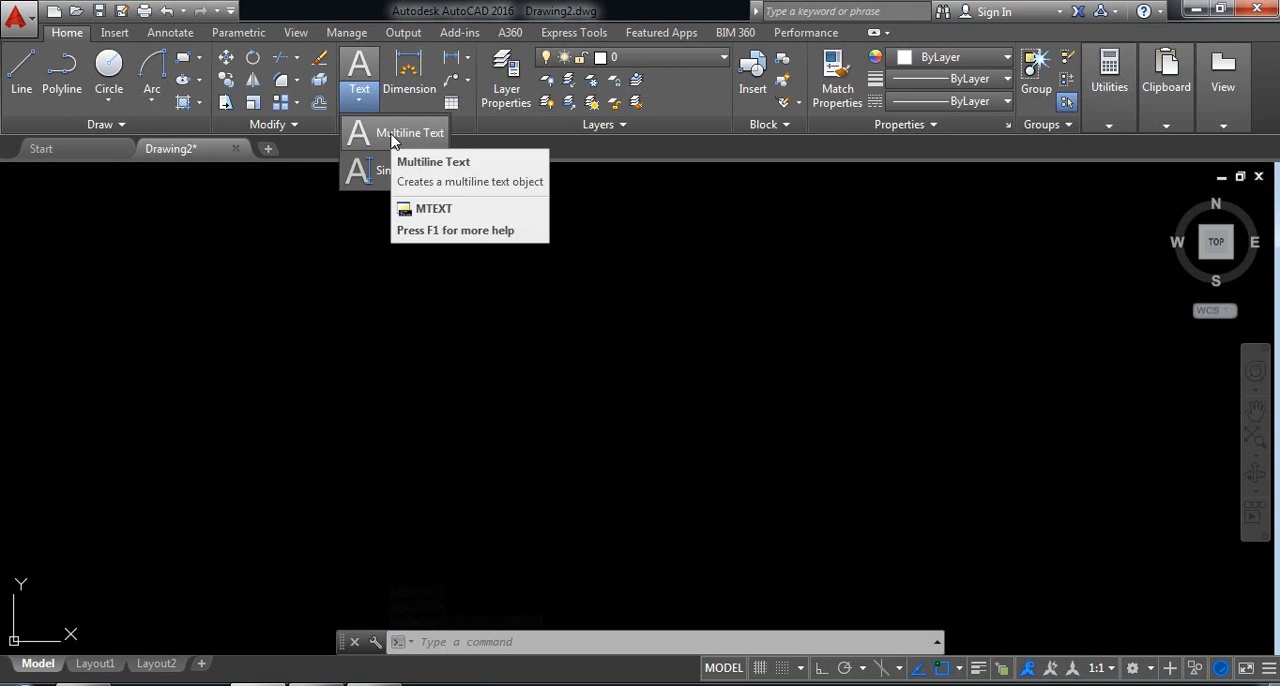 Autodesk AutoCAD 2016 Drawing2.dwg
Type a keyword or phrase
Sign In
Home Insert Annotate Parametric View Manage Output Add-ins A360 Express Tools Featured Apps BIM 360 Performance
Line Polyline Circle Arc
Text Dimension
Layer Properties
0
Insert
Match Properties
ByLayer
ByLayer
ByLayer
Group
Utilities Clipboard View
Draw Modify Layers Block Properties Groups
Multiline Text
Start Drawing2*
Multiline Text
Creates a multiline text object
MTEXT
Press F1 for more help
N
W TOP E
S
WCS
Y
X
Type a command
Model Layout1 Layout2
MODEL 1:1